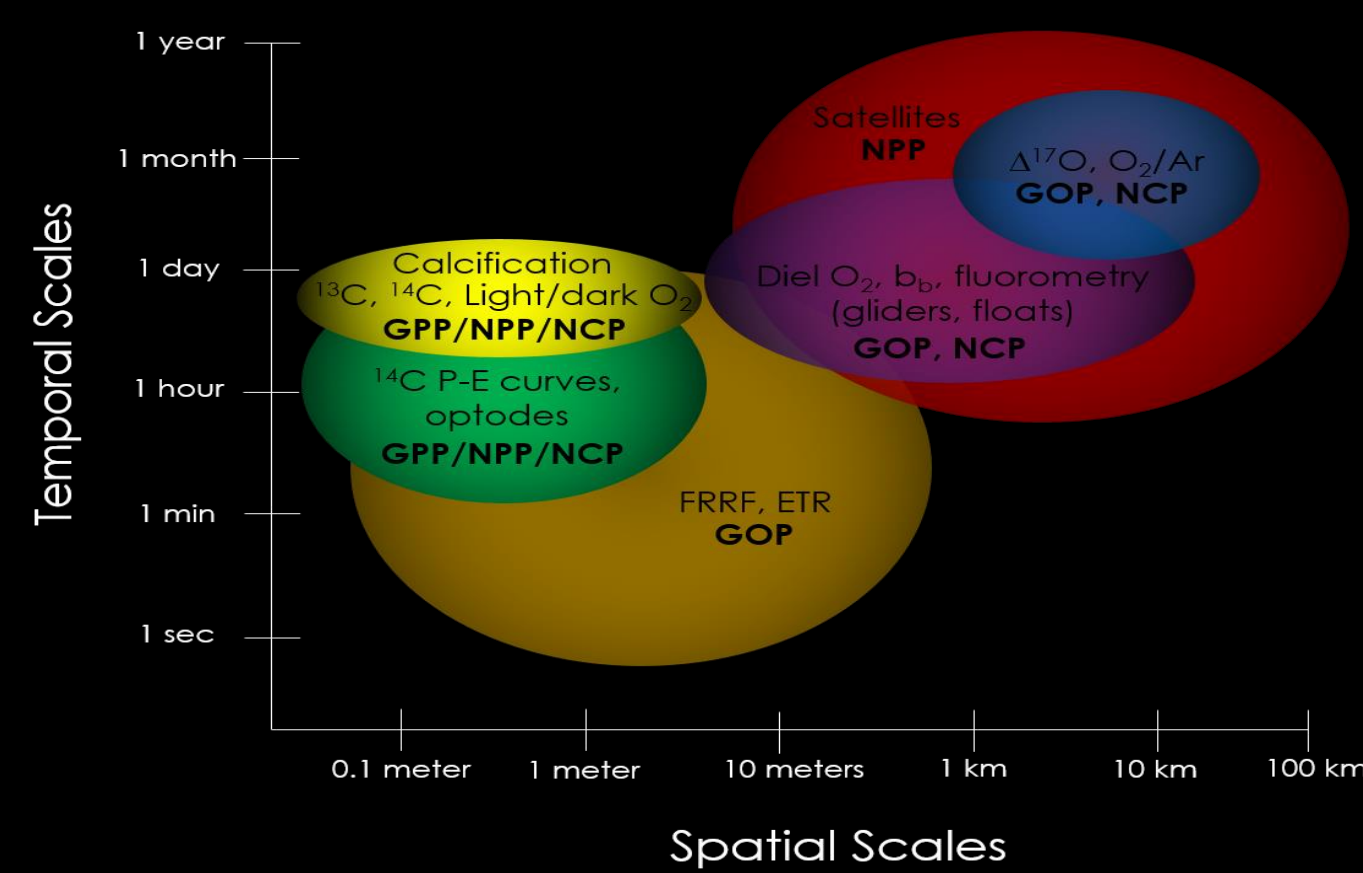 Temporal Scales
1 year
1 month
1 day
1 hour
1 min
1 sec
Satellites
NPP
Δ¹⁷O, O₂/Ar
GOP, NCP
Diel O₂, b_b, fluorometry
(gliders, floats)
GOP, NCP
Calcification
¹³C, ¹⁴C, Light/dark O₂
GPP/NPP/NCP
¹⁴C P-E curves,
optodes
GPP/NPP/NCP
FRRF, ETR
GOP
0.1 meter
1 meter
10 meters
1 km
10 km
100 km
Spatial Scales